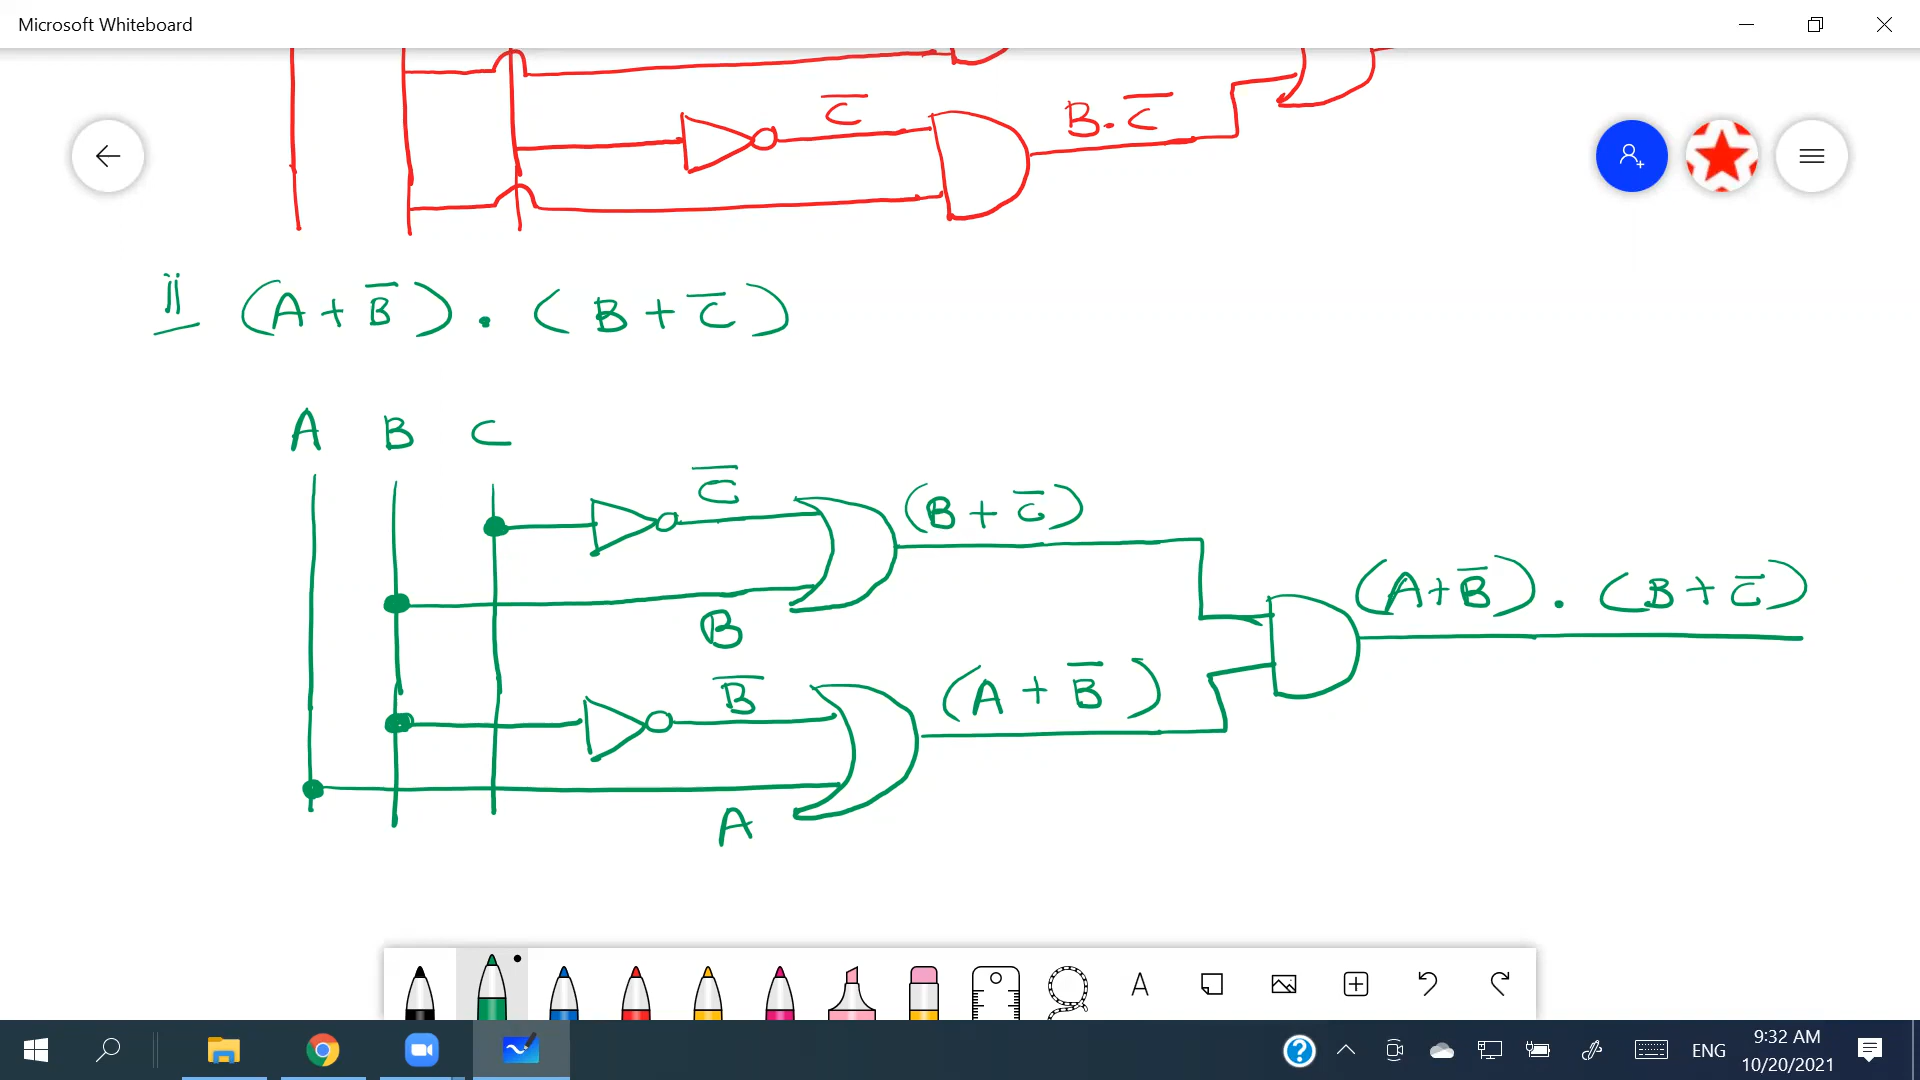 Microsoft Whiteboard
C̅
B.C̅
ii (A + B̅) . (B + C̅)
A B C
C̅
(B + C̅)
(A + B̅) . (B + C̅)
B
B̅
(A + B̅)
A
A
ENG
9:32 AM
10/20/2021